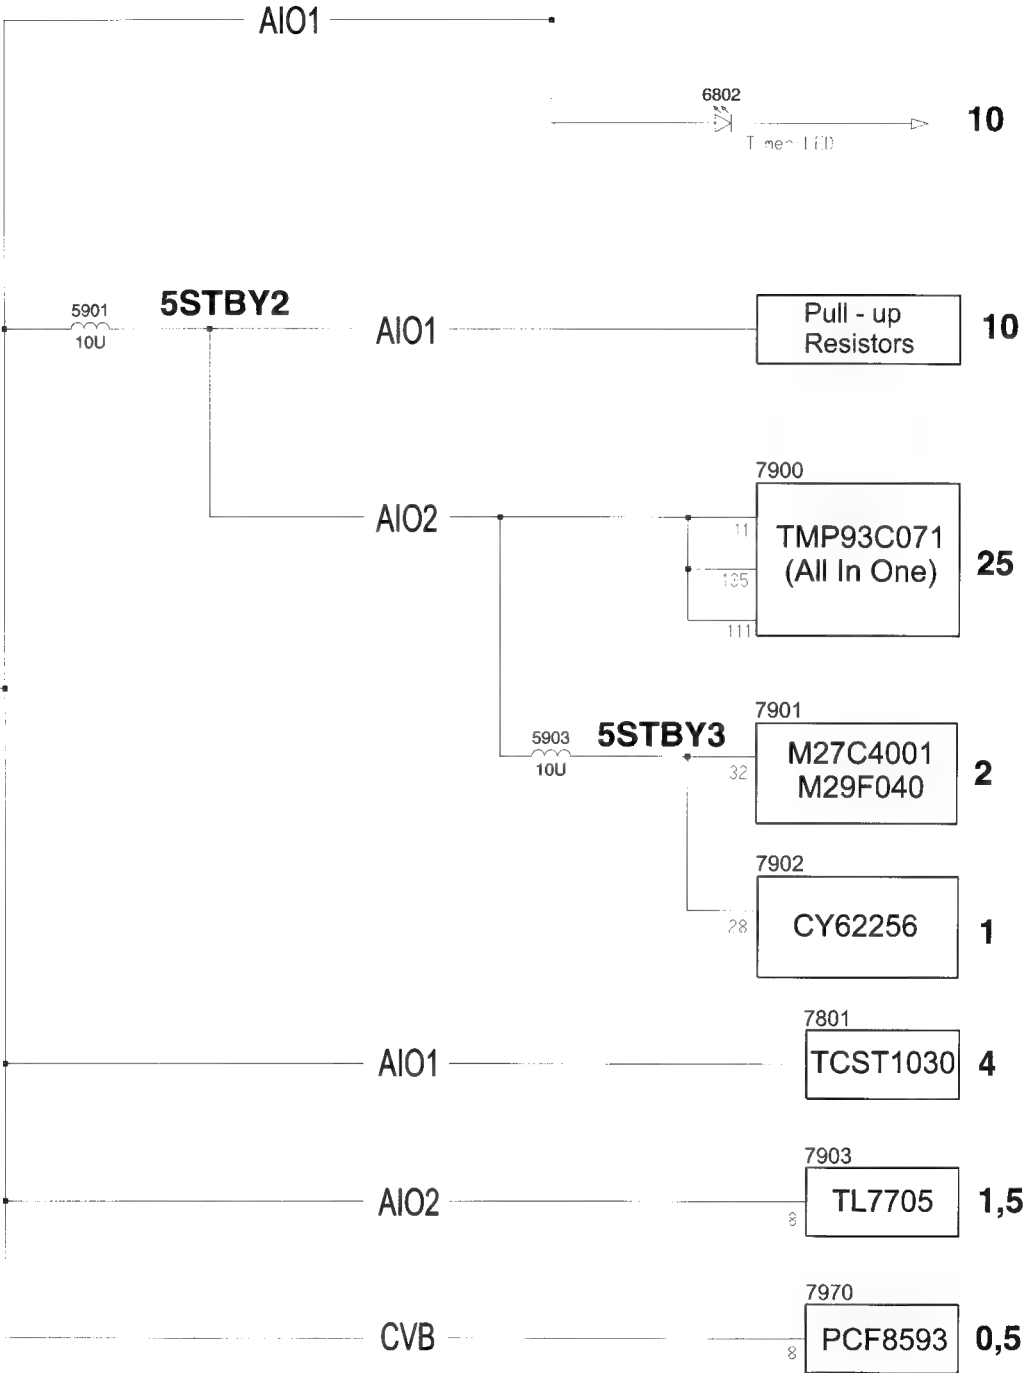 AIO1
6802
10
5901
5STBY2
10U
AIO1
Pull - up
Resistors
10
7900
AIO2
11
TMP93C071
(All In One)
25
135
111
7901
5903
5STBY3
10U
32
M27C4001
M29F040
2
7902
28
CY62256
1
7801
AIO1
TCST1030
4
7903
AIO2
8
TL7705
1,5
7970
CVB
8
PCF8593
0,5